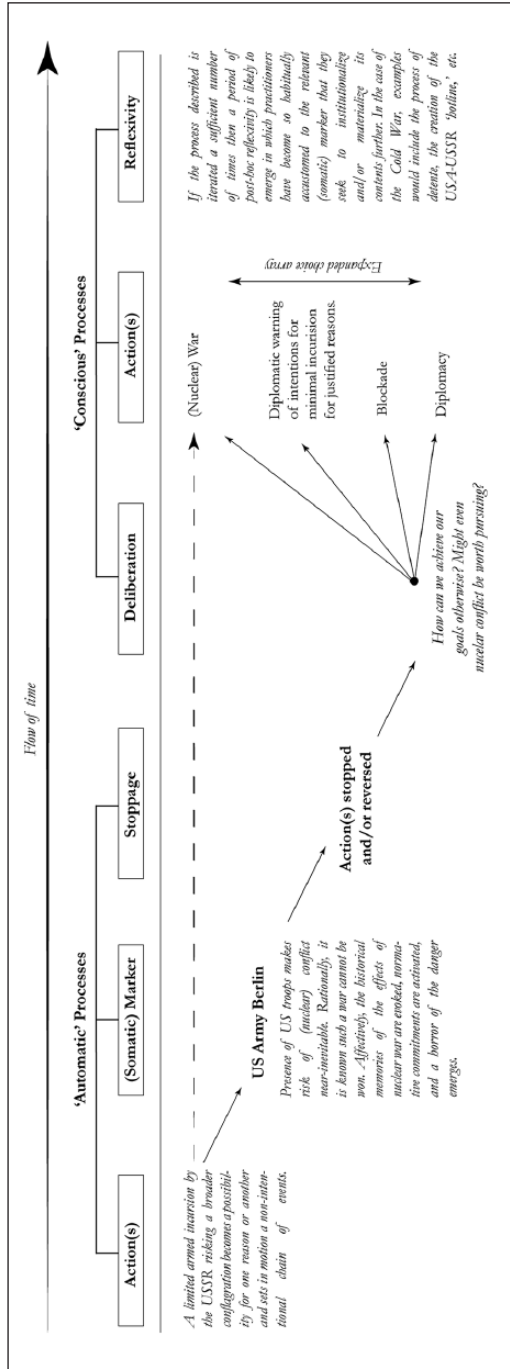 Flow of time
'Automatic' Processes
'Conscious' Processes
Action(s)
(Somatic) Marker
Stoppage
Deliberation
Action(s)
Reflexivity
A limited armed incursion by
the USSR risking a broader
conflagration becomes a possibil-
ity for one reason or another
and sets in motion a non-inten-
tional chain of events.
US Army Berlin
Presence of US troops makes
risk of (nuclear) conflict
near-inevitable. Rationally, it
is known such a war cannot be
won. Affectively, the historical
memories of the effects of
nuclear war are evoked, norma-
tive commitments are activated,
and a horror of the danger
emerges.
Action(s) stopped
and/or reversed
How can we achieve our
goals otherwise? Might even
nucelar conflict be worth pursuing?
(Nuclear) War
Diplomatic warning
of intentions for
minimal incurision
for justified reasons.
Blockade
Diplomacy
Expanded choice array
If the process described is
iterated a sufficient number
of times then a period of
post-hoc reflexivity is likely to
emerge in which practitioners
have become so habitually
accustomed to the relevant
(somatic) marker that they
seek to institutionalize
and/or materialize its
contents further. In the case of
the Cold War, examples
would include the process of
detente, the creation of the
USA-USSR 'hotline,' etc.